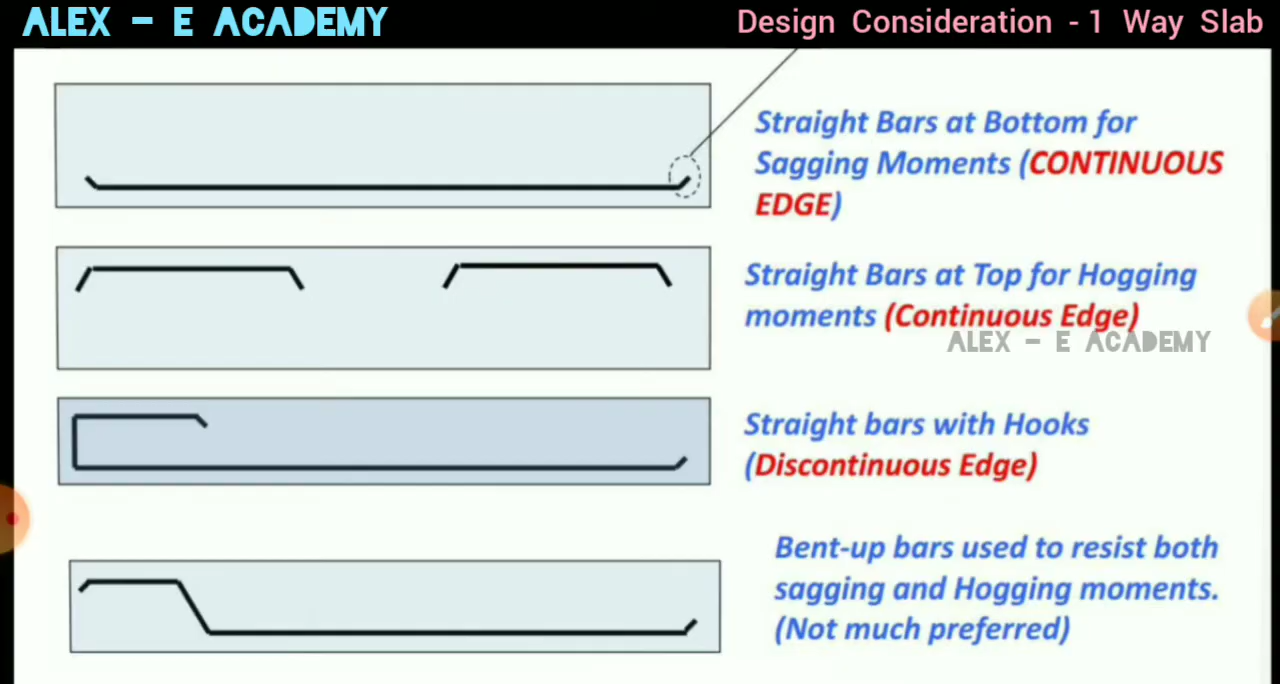 ALEX - E ACADEMY
Design Consideration - 1 Way Slab
Straight Bars at Bottom for
Sagging Moments (CONTINUOUS
EDGE)
Straight Bars at Top for Hogging
moments (Continuous Edge)
ALEX - E ACADEMY
Straight bars with Hooks
(Discontinuous Edge)
Bent-up bars used to resist both
sagging and Hogging moments.
(Not much preferred)